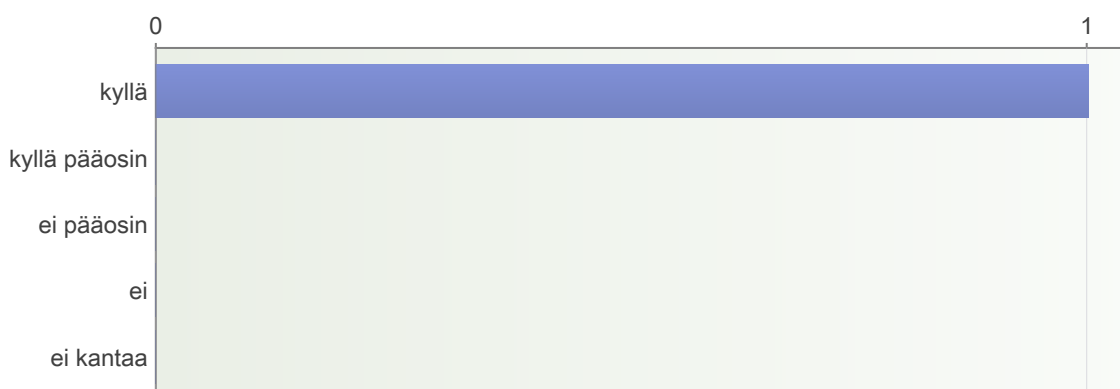 0 1
kyllä
kyllä pääosin
ei pääosin
ei
ei kantaa